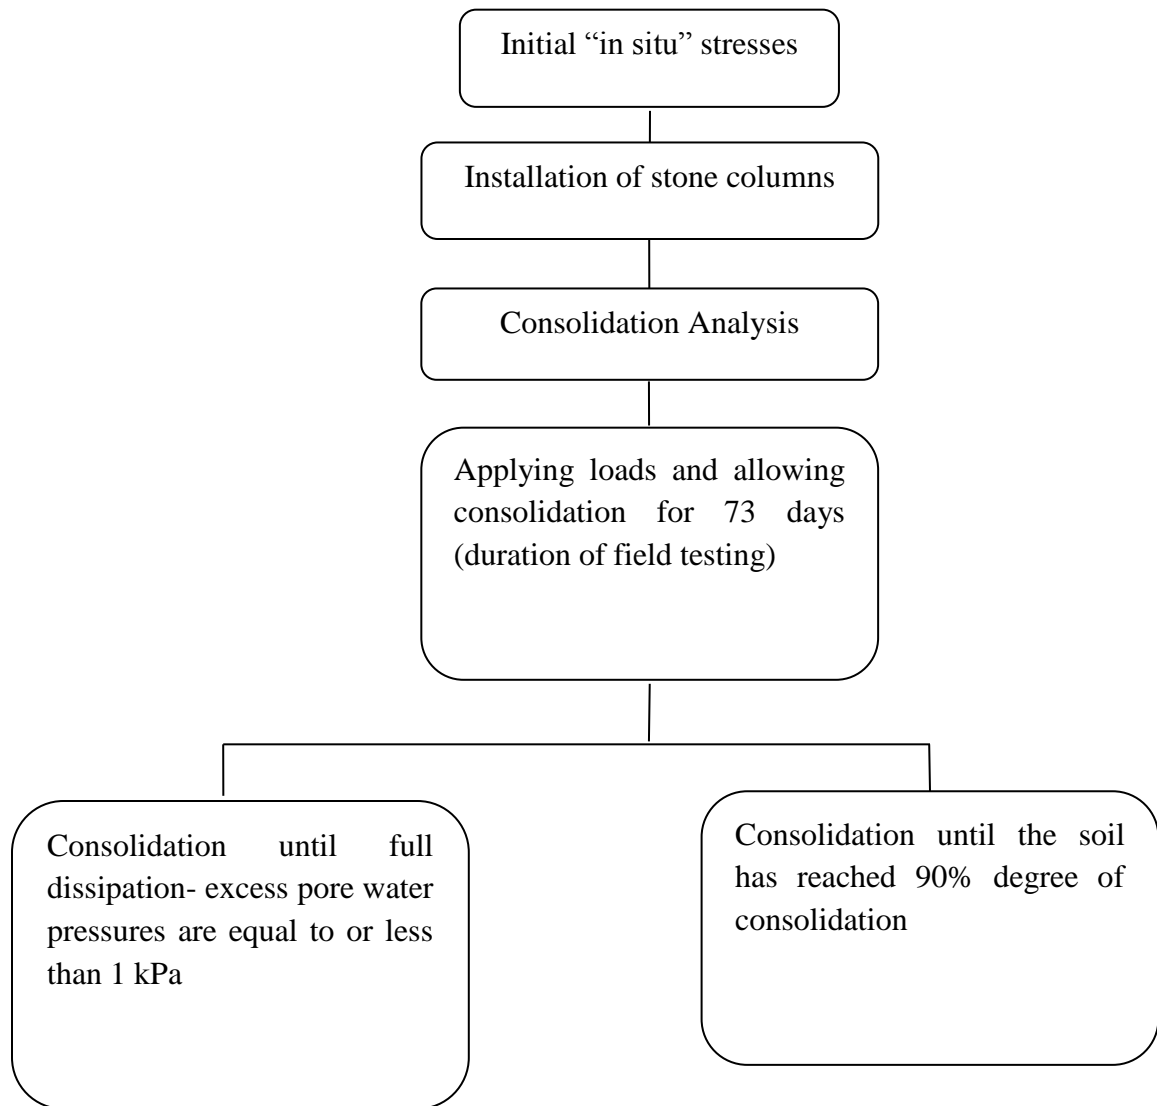 Initial “in situ” stresses
Installation of stone columns
Consolidation Analysis
Applying loads and allowing
consolidation for 73 days
(duration of field testing)
Consolidation until full
dissipation- excess pore water
pressures are equal to or less
than 1 kPa
Consolidation until the soil
has reached 90% degree of
consolidation